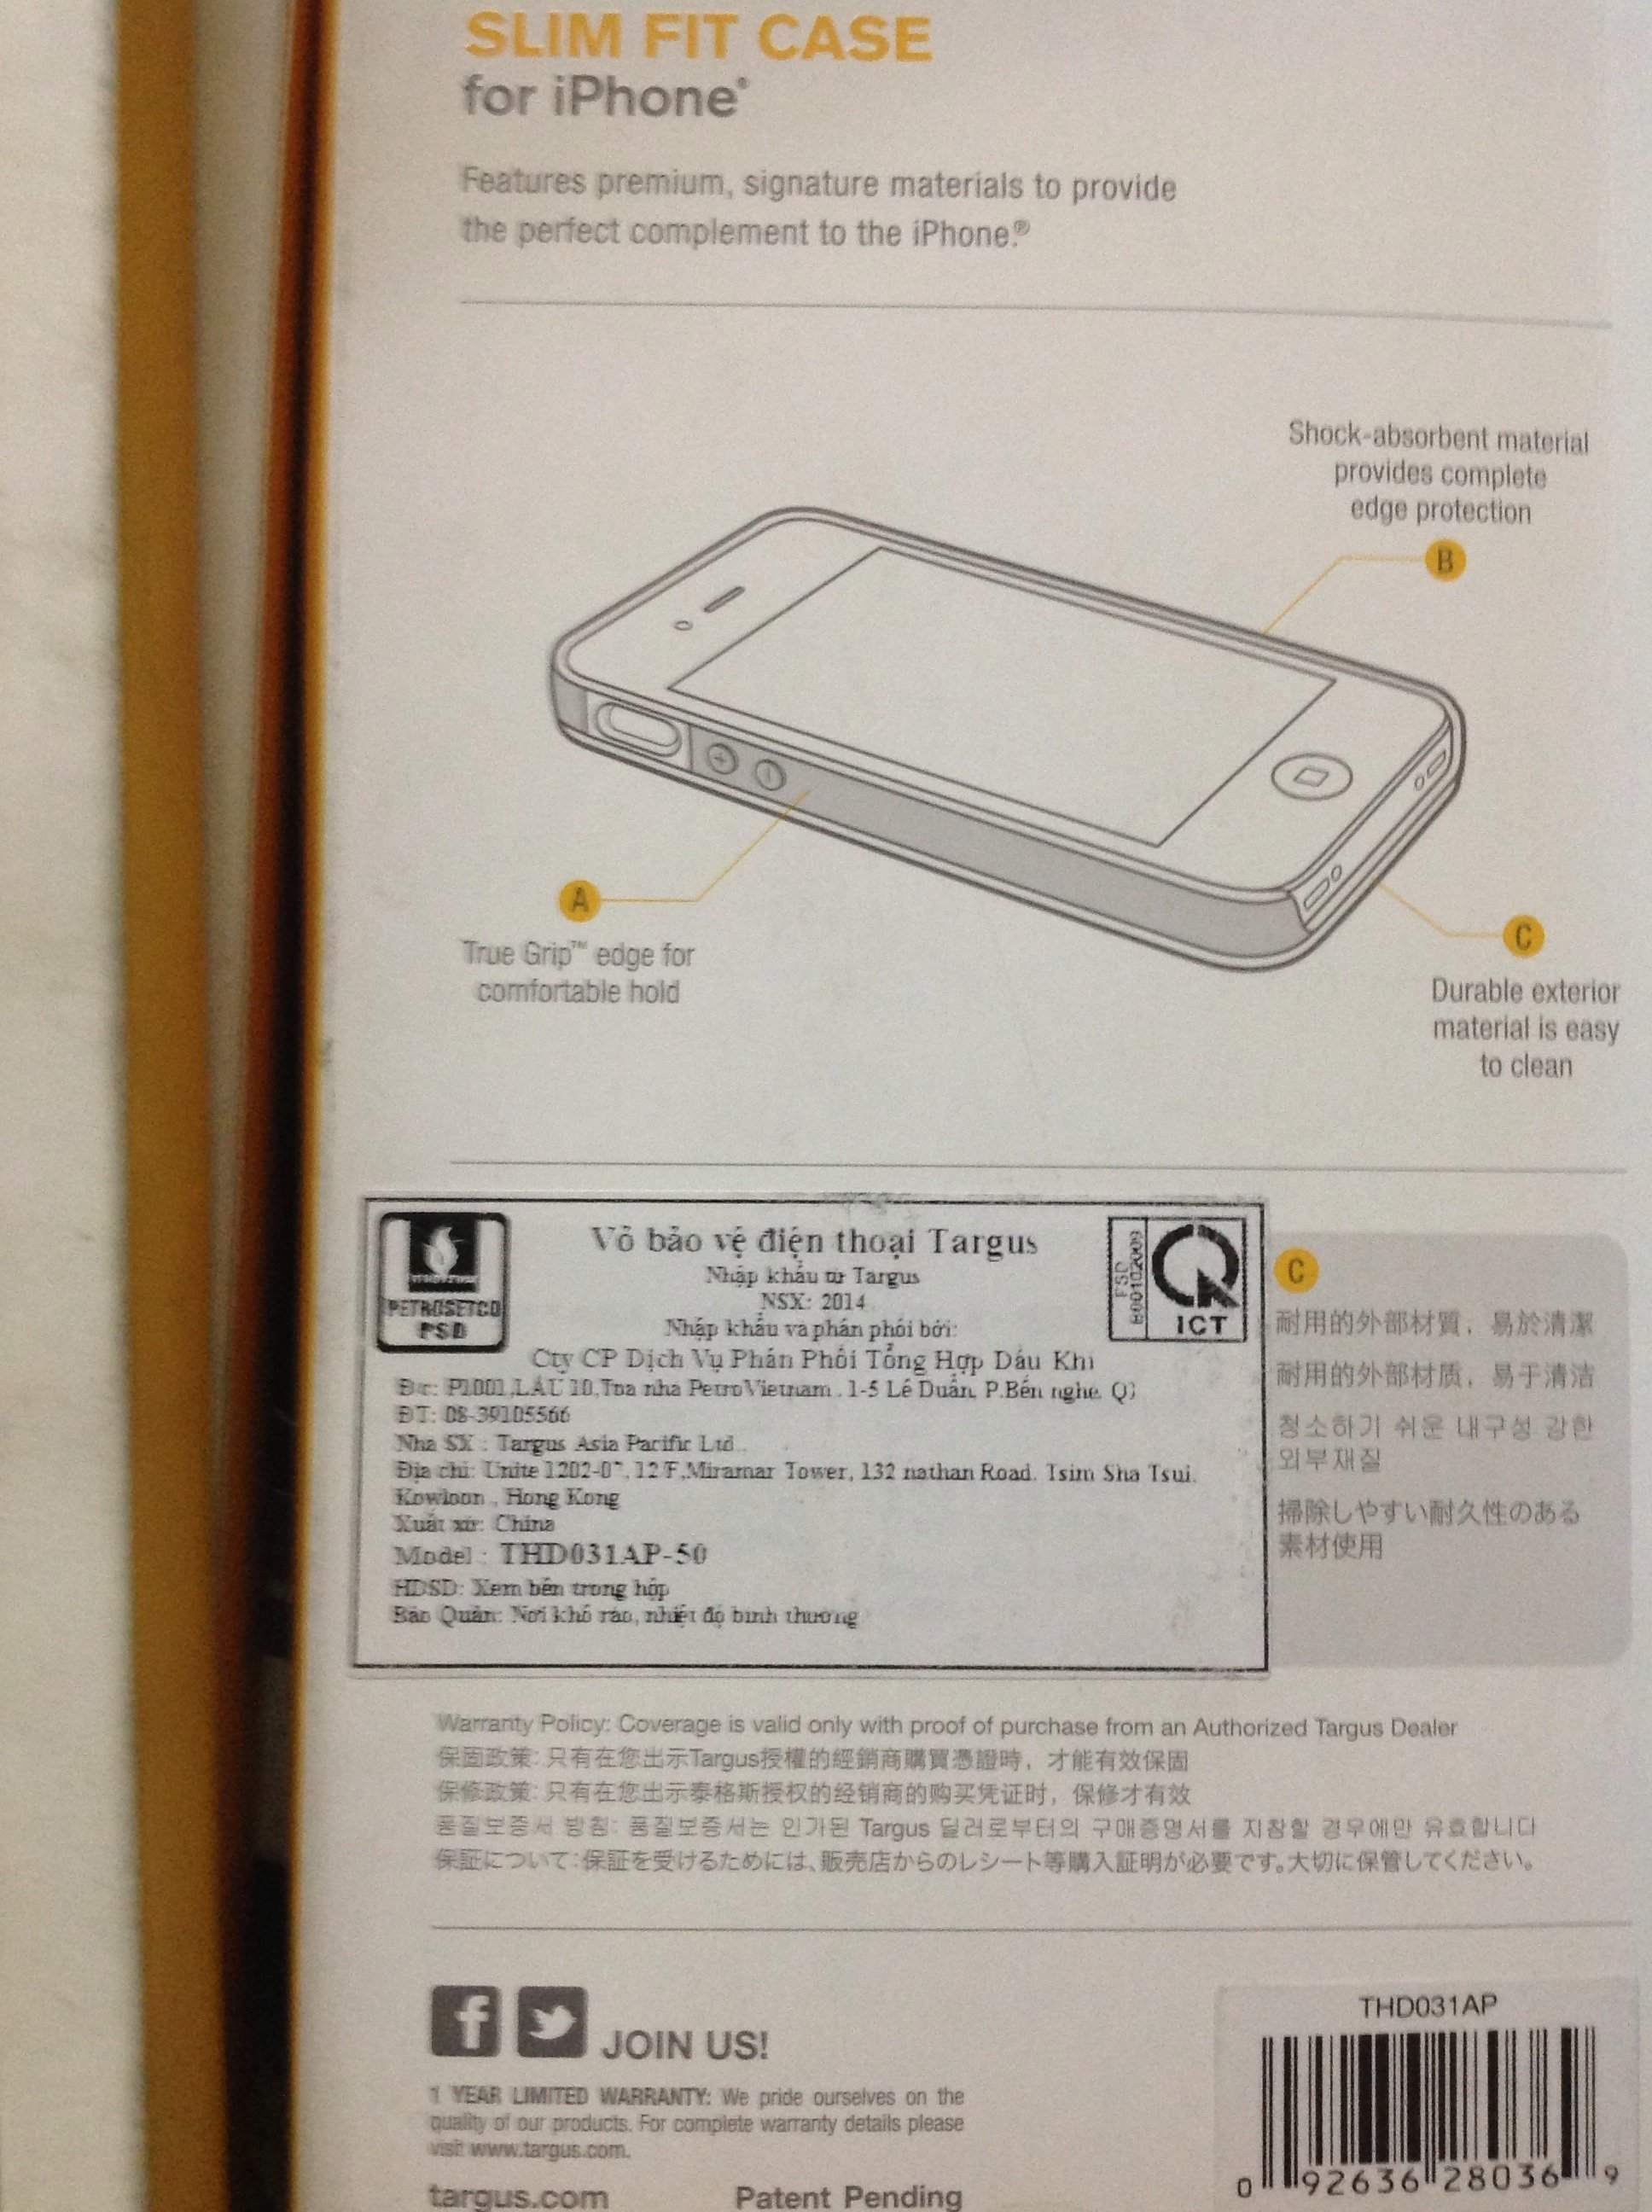 SLIM FIT CASE
for iPhone®
Features premium, signature materials to provide
the perfect complement to the iPhone.®
Shock-absorbent material
provides complete
edge protection
B
A
True Grip™ edge for
comfortable hold
C
Durable exterior
material is easy
to clean
PETROSETCO
PSD
Vỏ bảo vệ điện thoại Targus
Nhập khẩu từ Targus
NSX: 2014
Nhập khẩu và phân phối bởi:
Cty CP Dịch Vụ Phân Phối Tổng Hợp Dầu Khí
Đ/c: P1001,LẦU 10,Tòa nhà PetroVietnam. 1-5 Lê Duẩn, P.Bến nghé,
ĐT: 08-39105566
Nhà SX : Targus Asia Pacific Ltd.
Địa chỉ: Unite 12/F,Miramar Tower, 132 nathan Road, Tsim Sha Tsui,
Kowloon , Hong Kong
Xuất xứ: China
Model : THD031AP-50
HDSD: Xem bên trong hộp
Bảo Quản: Nơi khô ráo, nhiệt độ bình thường
PSD
B00102009
ICT
C
耐用的外部材質，易於清潔
耐用的外部材质，易于清洁
청소하기 쉬운 내구성 강한
외부재질
掃除しやすい耐久性のある
素材使用
Warranty Policy: Coverage is valid only with proof of purchase from an Authorized Targus Dealer
保固政策: 只有在您出示Targus授權的經銷商購買憑證時，才能有效保固
保修政策: 只有在您出示泰格斯授权的经销商的购买凭证时，保修才有效
품질보증서 방침: 품질보증서는 인가된 Targus 딜러로부터의 구매증명서를 지참할 경우에만 유효합니다
保証について:保証を受けるためには、販売店からのレシート等購入証明が必要です。大切に保管してください。
JOIN US!
1 YEAR LIMITED WARRANTY: We pride ourselves on the
quality of our products. For complete warranty details please
visit www.targus.com.
targus.com
Patent Pending
THD031AP
0 92636 28036 9